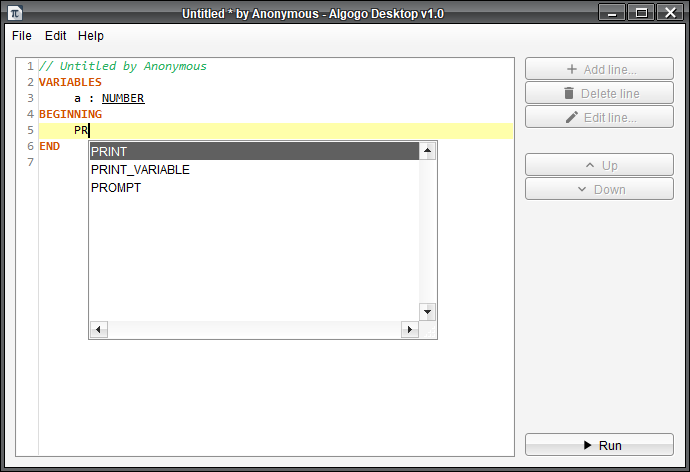 Untitled * by Anonymous - Algogo Desktop v1.0
File Edit Help
1 // Untitled by Anonymous
2 VARIABLES
3 a : NUMBER
4 BEGINNING
5 PR
6 END
7
PRINT
PRINT_VARIABLE
PROMPT
Add line...
Delete line
Edit line...
Up
Down
Run